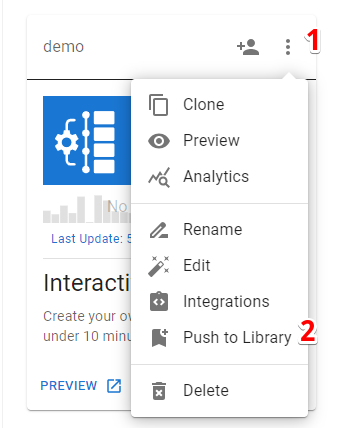 demo
1
Clone
Preview
Analytics
No
Last Update: 5
Rename
Interacti
Edit
Create your ow
Integrations
under 10 minu
Push to Library
2
PREVIEW
Delete